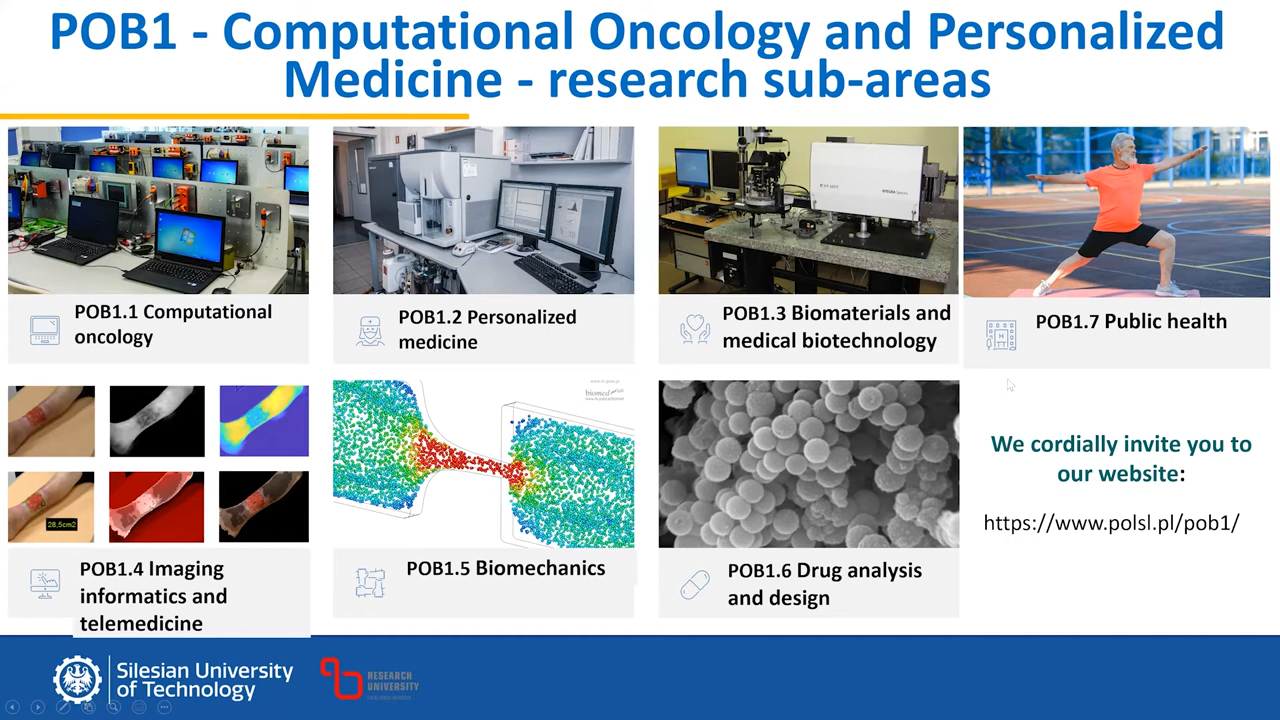 POB1 - Computational Oncology and Personalized
Medicine - research sub-areas
POB1.1 Computational
oncology
POB1.2 Personalized
medicine
POB1.3 Biomaterials and
medical biotechnology
POB1.7 Public health
28,5cm2
POB1.4 Imaging
informatics and
telemedicine
POB1.5 Biomechanics
POB1.6 Drug analysis
and design
We cordially invite you to
our website:
https://www.polsl.pl/pob1/
Silesian University
of Technology
RESEARCH
UNIVERSITY